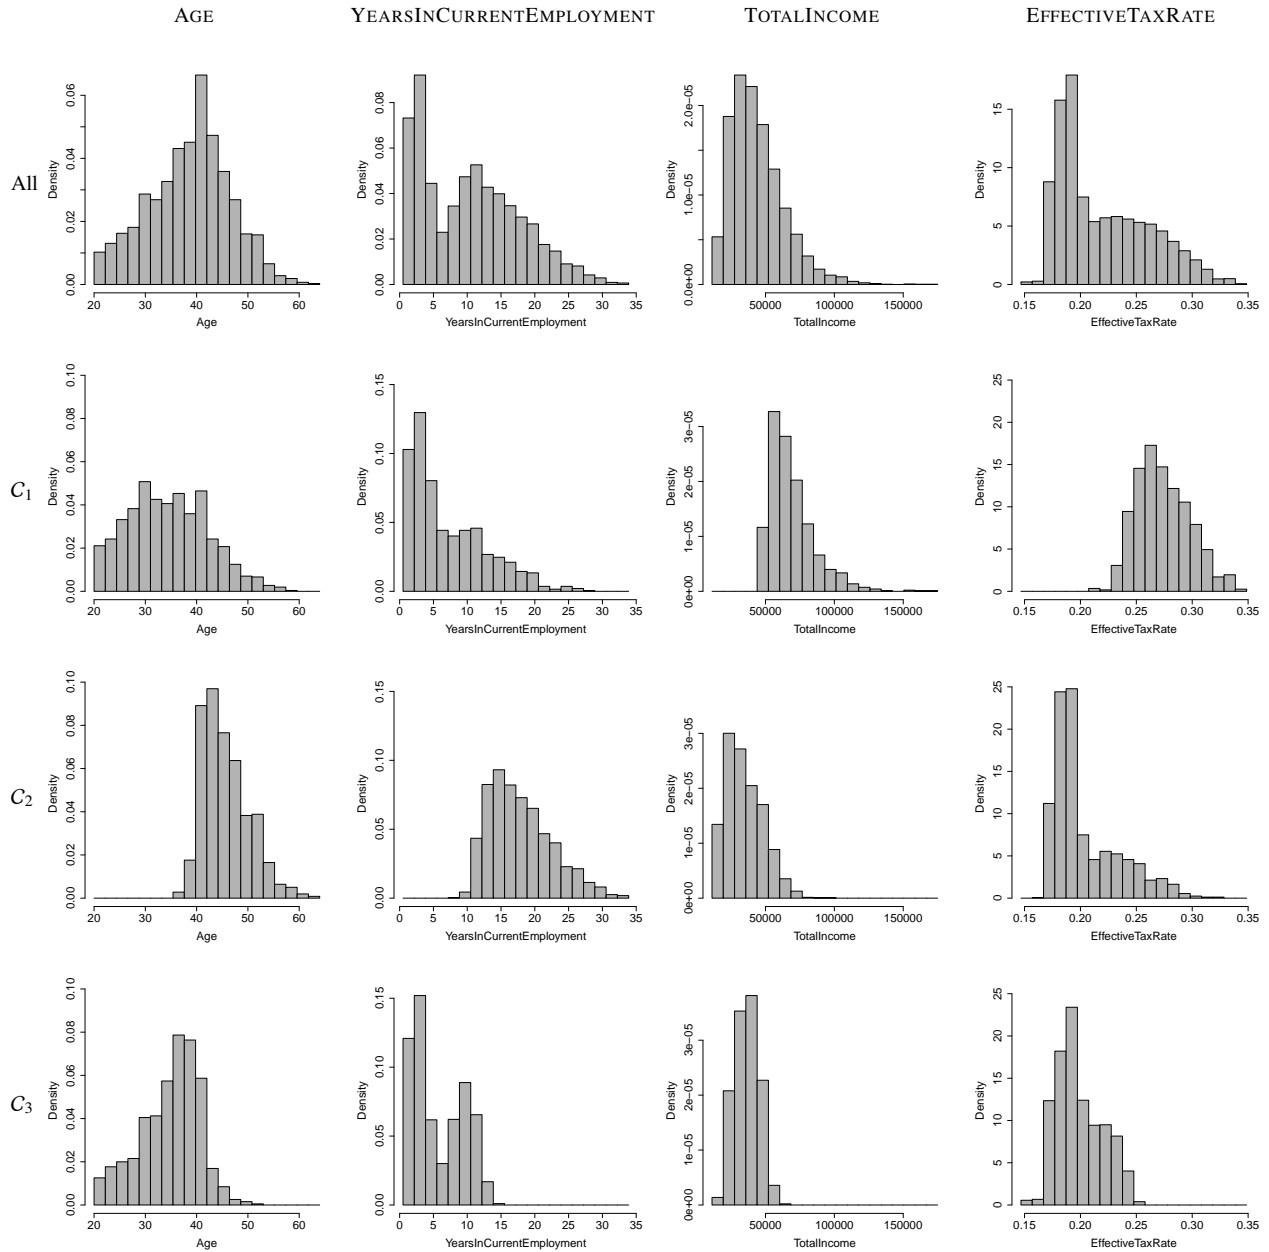 AGE YEARSINCURRENTEMPLOYMENT TOTALINCOME EFFECTIVETAXRATE
All
Density
0.00 0.02 0.04 0.06
20 30 40 50 60
Age
Density
0.00 0.02 0.04 0.06 0.08
0 5 10 15 20 25 30 35
YearsInCurrentEmployment
Density
0.0e+00 1.0e-05 2.0e-05
50000 100000 150000
TotalIncome
Density
0 5 10 15
0.15 0.20 0.25 0.30 0.35
EffectiveTaxRate
C1
Density
0.00 0.02 0.04 0.06 0.08 0.10
20 30 40 50 60
Age
Density
0.00 0.05 0.10 0.15
0 5 10 15 20 25 30 35
YearsInCurrentEmployment
Density
0e+00 1e-05 2e-05 3e-05
50000 100000 150000
TotalIncome
Density
0 5 10 15 20 25
0.15 0.20 0.25 0.30 0.35
EffectiveTaxRate
C2
Density
0.00 0.02 0.04 0.06 0.08 0.10
20 30 40 50 60
Age
Density
0.00 0.05 0.10 0.15
0 5 10 15 20 25 30 35
YearsInCurrentEmployment
Density
0e+00 1e-05 2e-05 3e-05
50000 100000 150000
TotalIncome
Density
0 5 10 15 20 25
0.15 0.20 0.25 0.30 0.35
EffectiveTaxRate
C3
Density
0.00 0.02 0.04 0.06 0.08 0.10
20 30 40 50 60
Age
Density
0.00 0.05 0.10 0.15
0 5 10 15 20 25 30 35
YearsInCurrentEmployment
Density
0e+00 1e-05 2e-05 3e-05
50000 100000 150000
TotalIncome
Density
0 5 10 15 20 25
0.15 0.20 0.25 0.30 0.35
EffectiveTaxRate